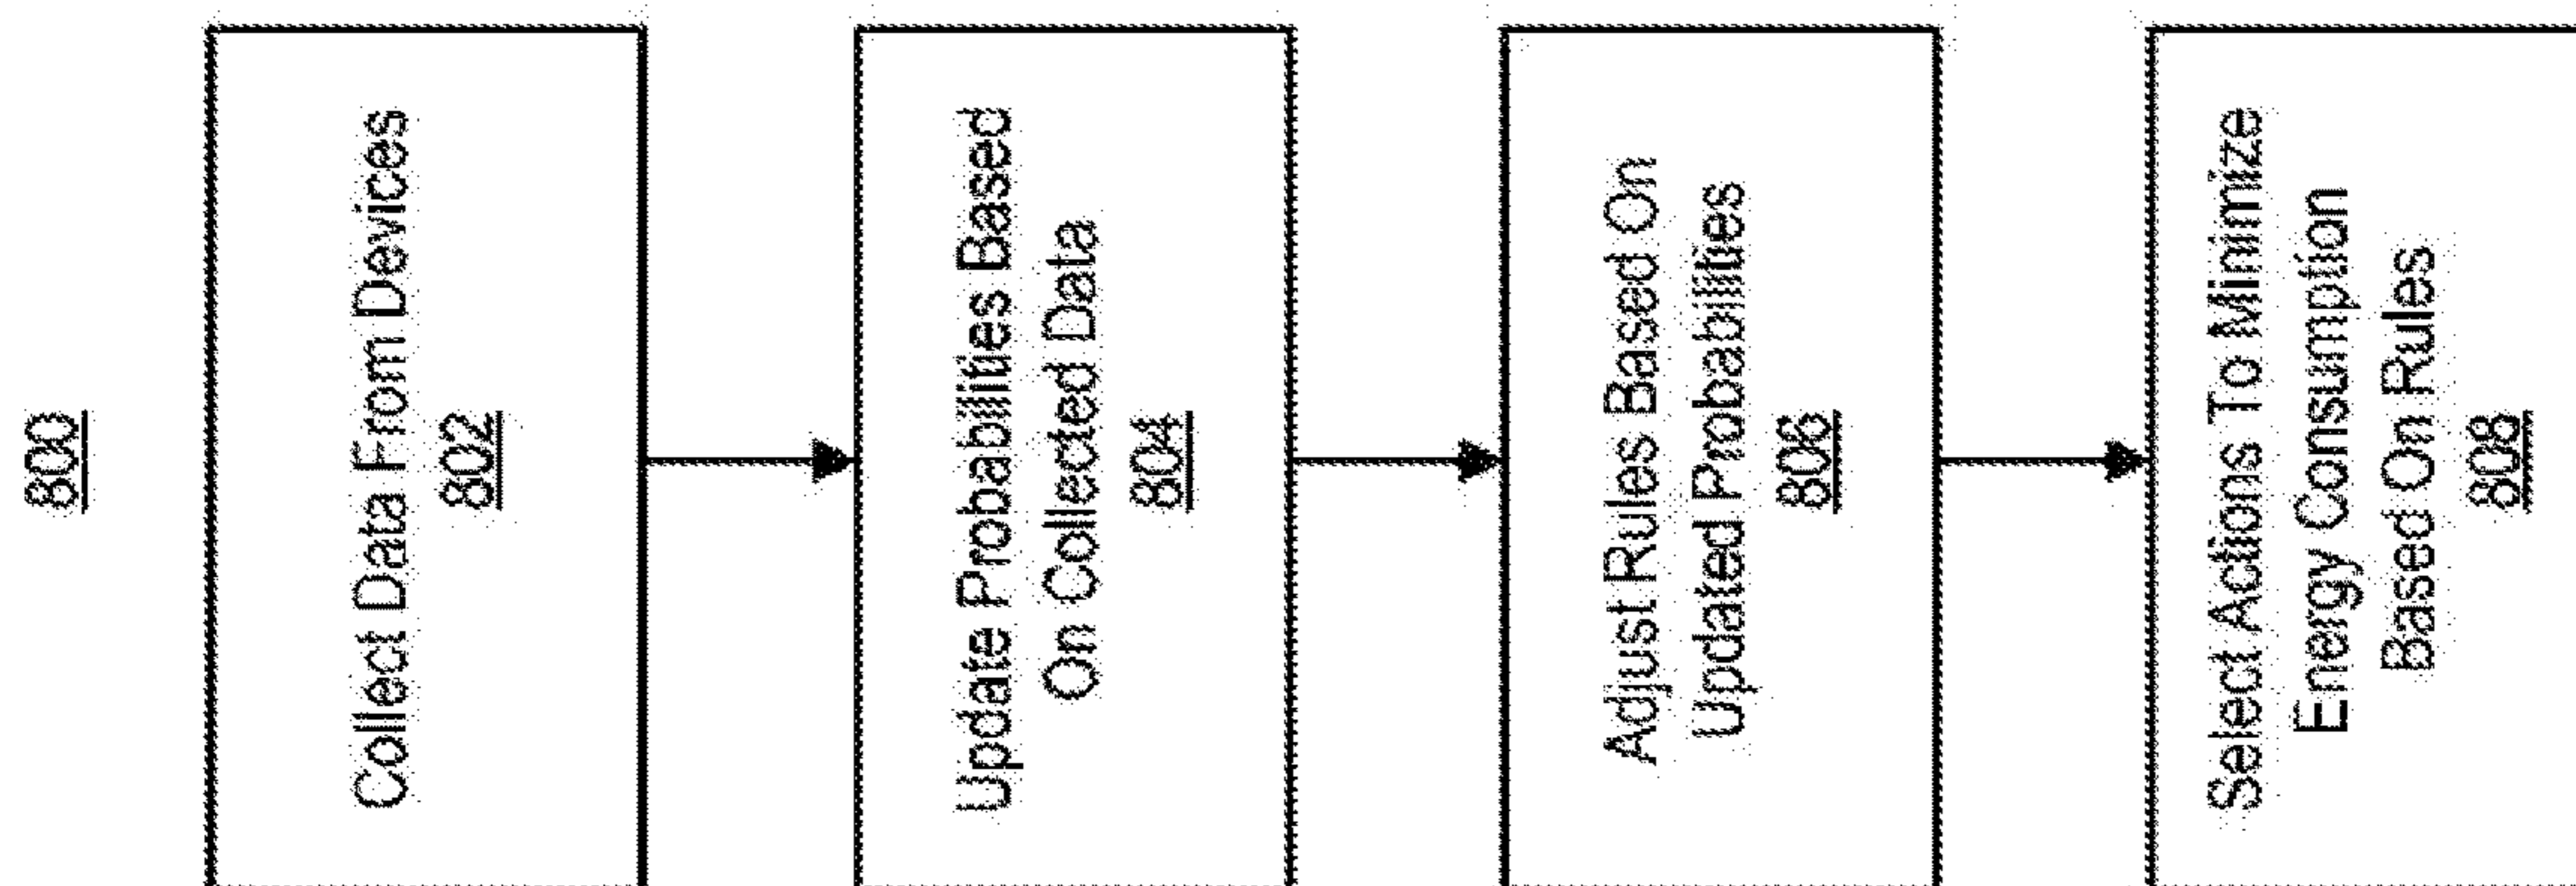 800
Collect Data From Devices
802
Update Probabilities Based
On Collected Data
804
Adjust Rules Based On
Updated Probabilities
806
Select Actions To Minimize
Energy Consumption
Based On Rules
808